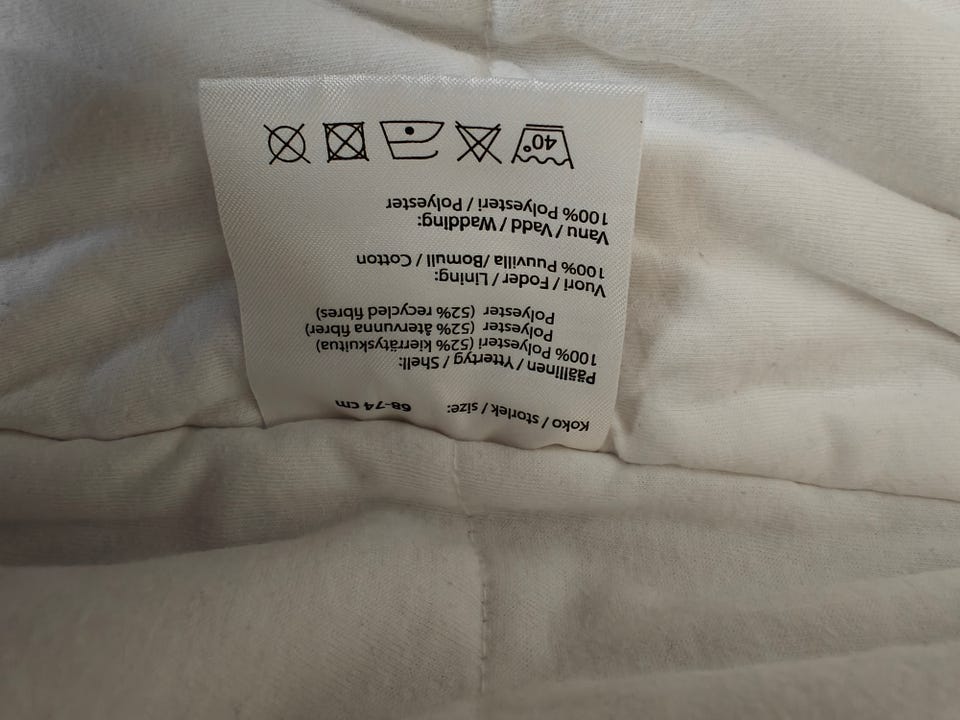 Koko / storlek / size: 68-74 cm
Päällinen / Yttertyg / Shell:
100% Polyesteri (52% kierrätyskuitua)
Polyester (52% återvunna fibrer)
Polyester (52% recycled fibres)
Vuori / Foder / Lining:
100% Puuvilla /Bomull / Cotton
Vanu / Vadd / Wadding:
100% Polyesteri / Polyester
40°